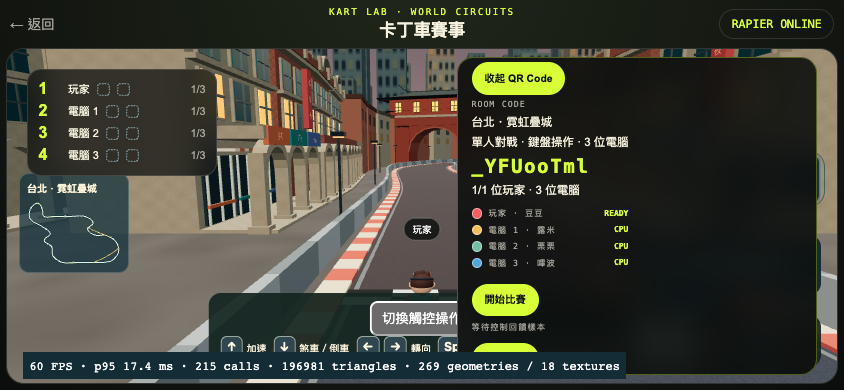 ← 返回
KART LAB · WORLD CIRCUITS
卡丁車賽事
RAPIER ONLINE
1 玩家 1/3
2 電腦 1 1/3
3 電腦 2 1/3
4 電腦 3 1/3
台北 · 霓虹疊城
玩家
切換觸控操作
↑ 加速 ↓ 煞車 / 倒車 ← → 轉向 Sp
收起 QR Code
ROOM CODE
台北 · 霓虹疊城
單人對戰 · 鍵盤操作 · 3 位電腦
_YFUooTml
1/1 位玩家 · 3 位電腦
玩家 · 豆豆 READY
電腦 1 · 露米 CPU
電腦 2 · 栗栗 CPU
電腦 3 · 嗶波 CPU
開始比賽
等待控制回饋樣本
60 FPS · p95 17.4 ms · 215 calls · 196981 triangles · 269 geometries / 18 textures